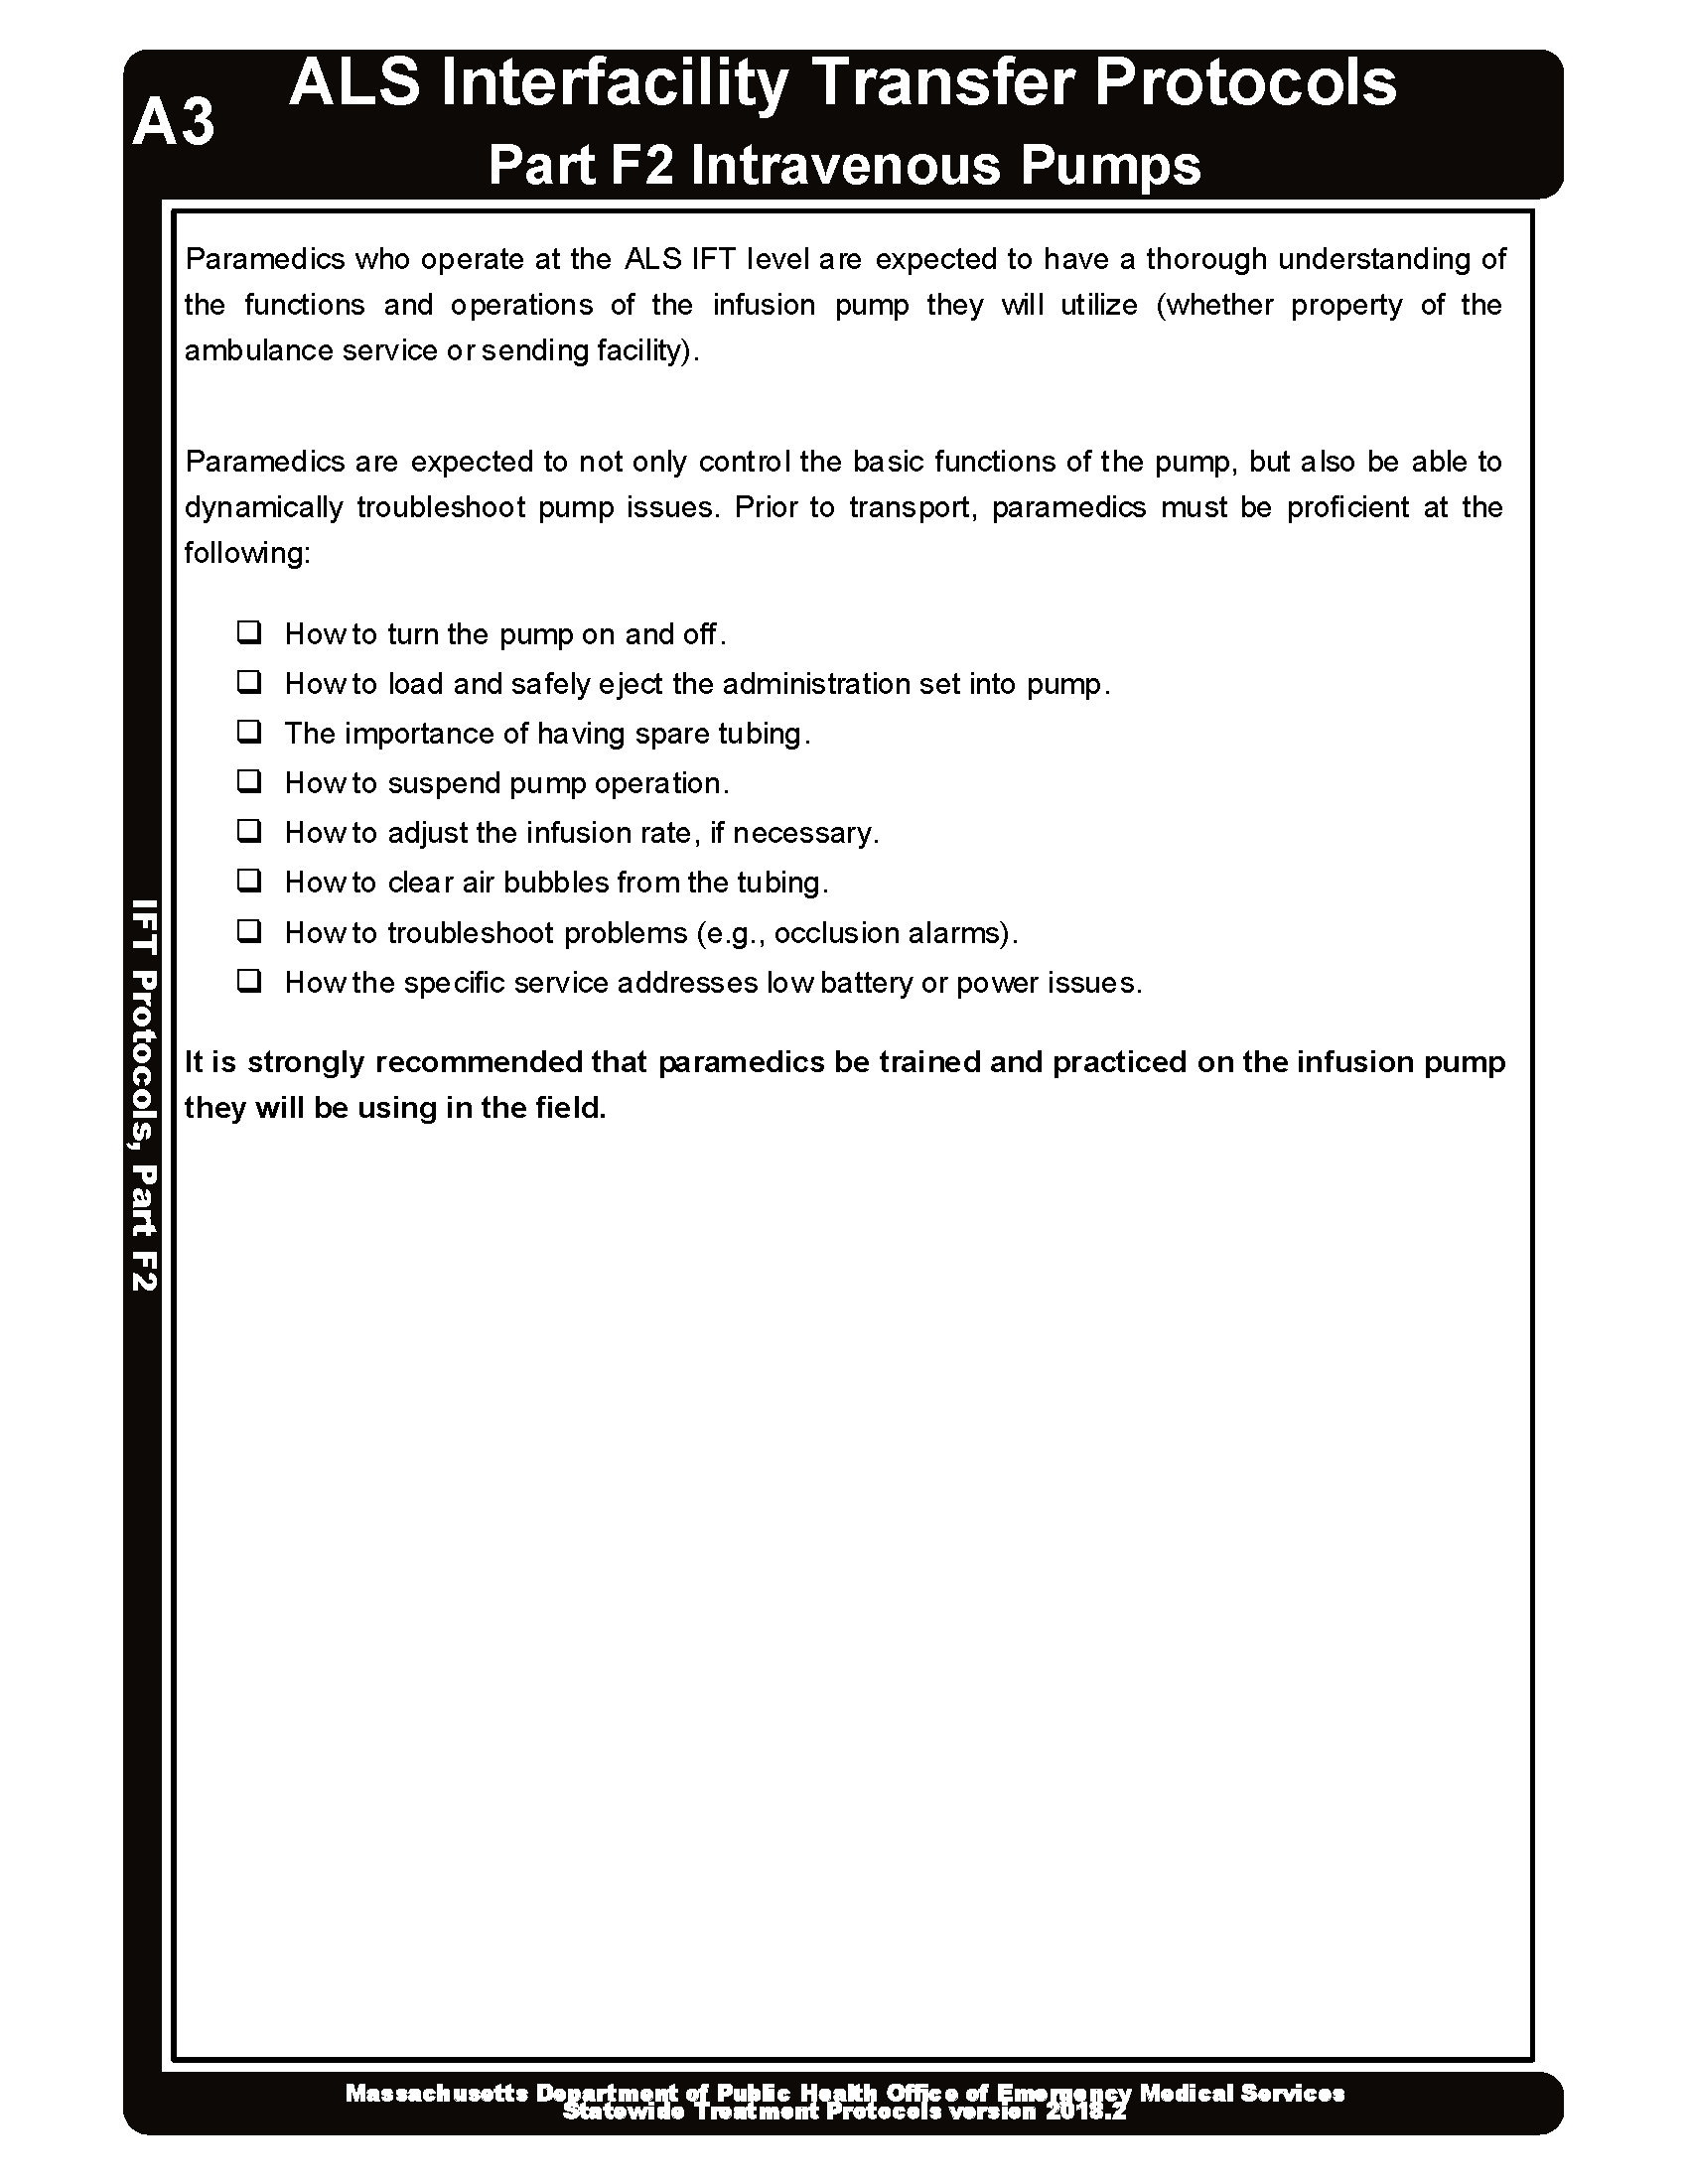 A3
ALS Interfacility Transfer Protocols
Part F2 Intravenous Pumps
Paramedics who operate at the ALS IFT level are expected to have a thorough understanding of
the functions and operations of the infusion pump they will utilize (whether property of the
ambulance service or sending facility).
Paramedics are expected to not only control the basic functions of the pump, but also be able to
dynamically troubleshoot pump issues. Prior to transport, paramedics must be proficient at the
following:
❑ How to turn the pump on and off.
❑ How to load and safely eject the administration set into pump.
❑ The importance of having spare tubing.
❑ How to suspend pump operation.
❑ How to adjust the infusion rate, if necessary.
❑ How to clear air bubbles from the tubing.
❑ How to troubleshoot problems (e.g., occlusion alarms).
❑ How the specific service addresses low battery or power issues.
It is strongly recommended that paramedics be trained and practiced on the infusion pump
they will be using in the field.
IFT Protocols, Part F2
Massachusetts Department of Public Health Office of Emergency Medical Services
Statewide Treatment Protocols version 2018.2